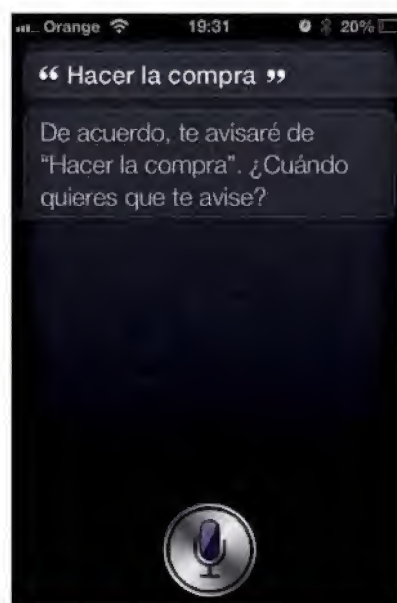 Orange 19:31 20%
“ Hacer la compra ”
De acuerdo, te avisaré de
“Hacer la compra”. ¿Cuándo
quieres que te avise?